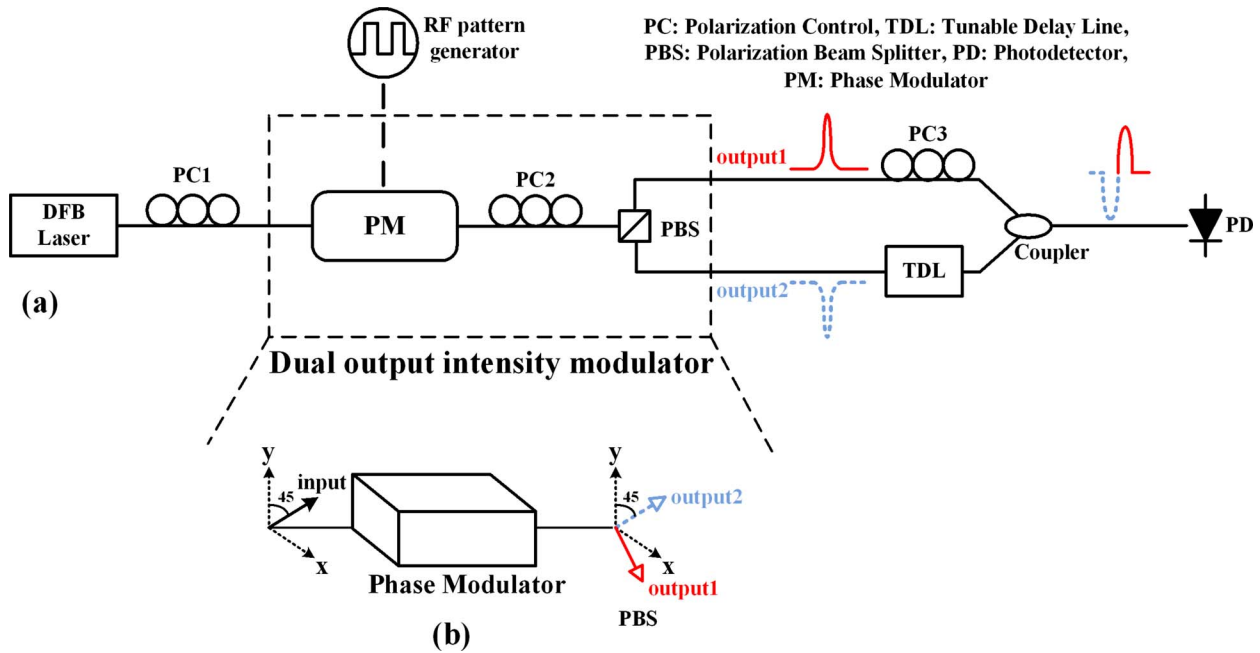 RF pattern
generator
PC: Polarization Control, TDL: Tunable Delay Line,
PBS: Polarization Beam Splitter, PD: Photodetector,
PM: Phase Modulator
PC1
PC2
output1
PC3
DFB
Laser
PM
PBS
Coupler
PD
output2
TDL
(a)
Dual output intensity modulator
y
input
45
x
Phase Modulator
y
45
output2
x
output1
PBS
(b)